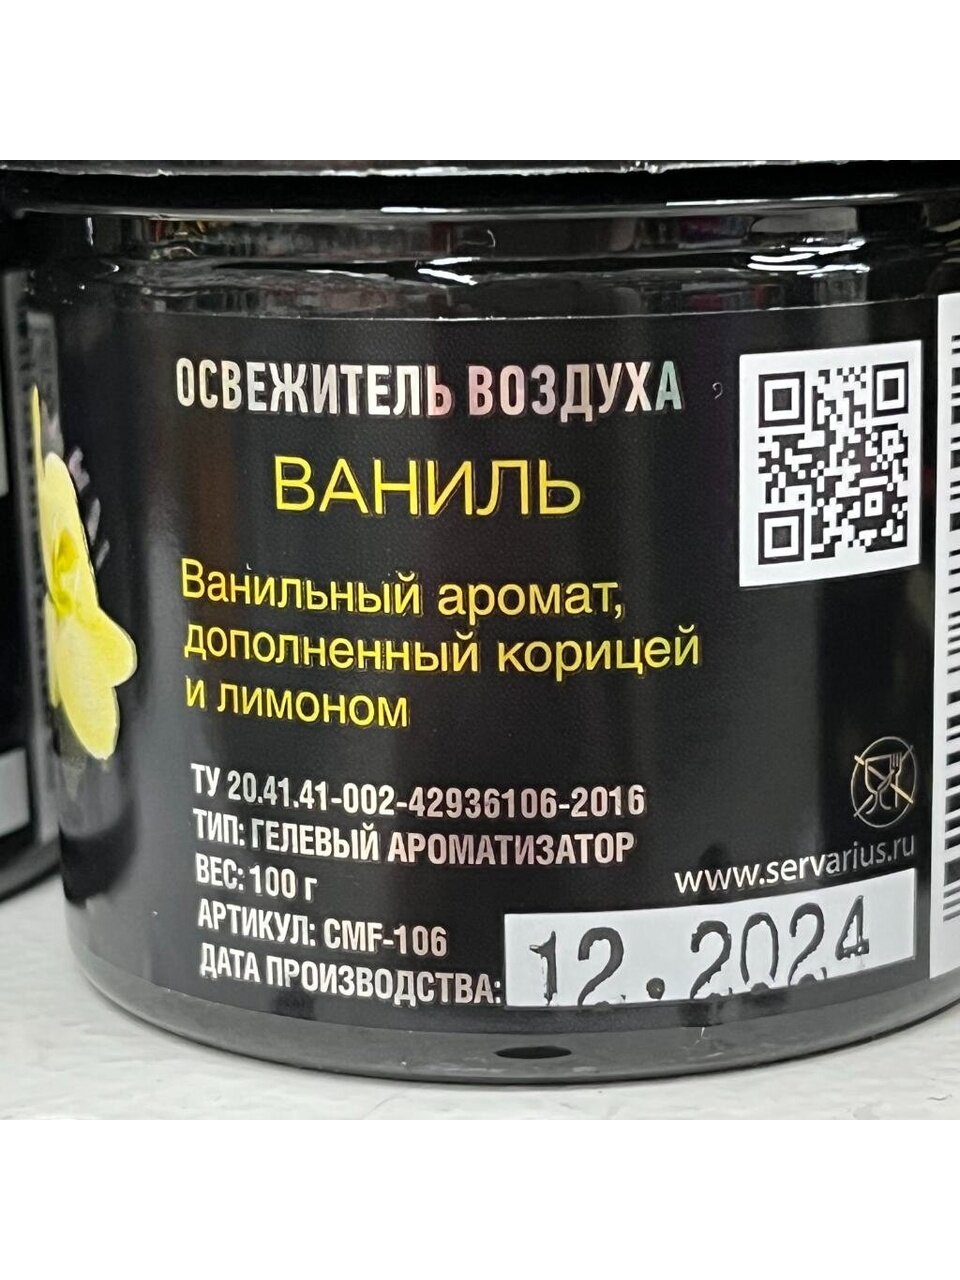 ОСВЕЖИТЕЛЬ ВОЗДУХА
ВАНИЛЬ
Ванильный аромат,
дополненный корицей
и лимоном
ТУ 20.41.41-002-42936106-2016
ТИП: ГЕЛЕВЫЙ АРОМАТИЗАТОР
ВЕС: 100 г
АРТИКУЛ: CMF-106
ДАТА ПРОИЗВОДСТВА: 12.2024
www.servarius.ru